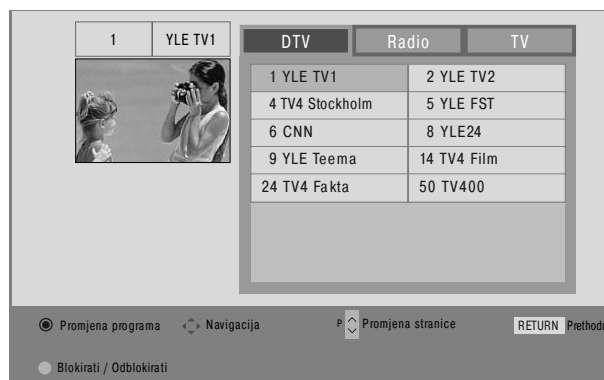 1 YLE TV1
DTV Radio TV
1 YLE TV1 2 YLE TV2
4 TV4 Stockholm 5 YLE FST
6 CNN 8 YLE24
9 YLE Teema 14 TV4 Film
24 TV4 Fakta 50 TV400
Promjena programa Navigacija P Promjena stranice RETURN
Blokirati / Odblokirati